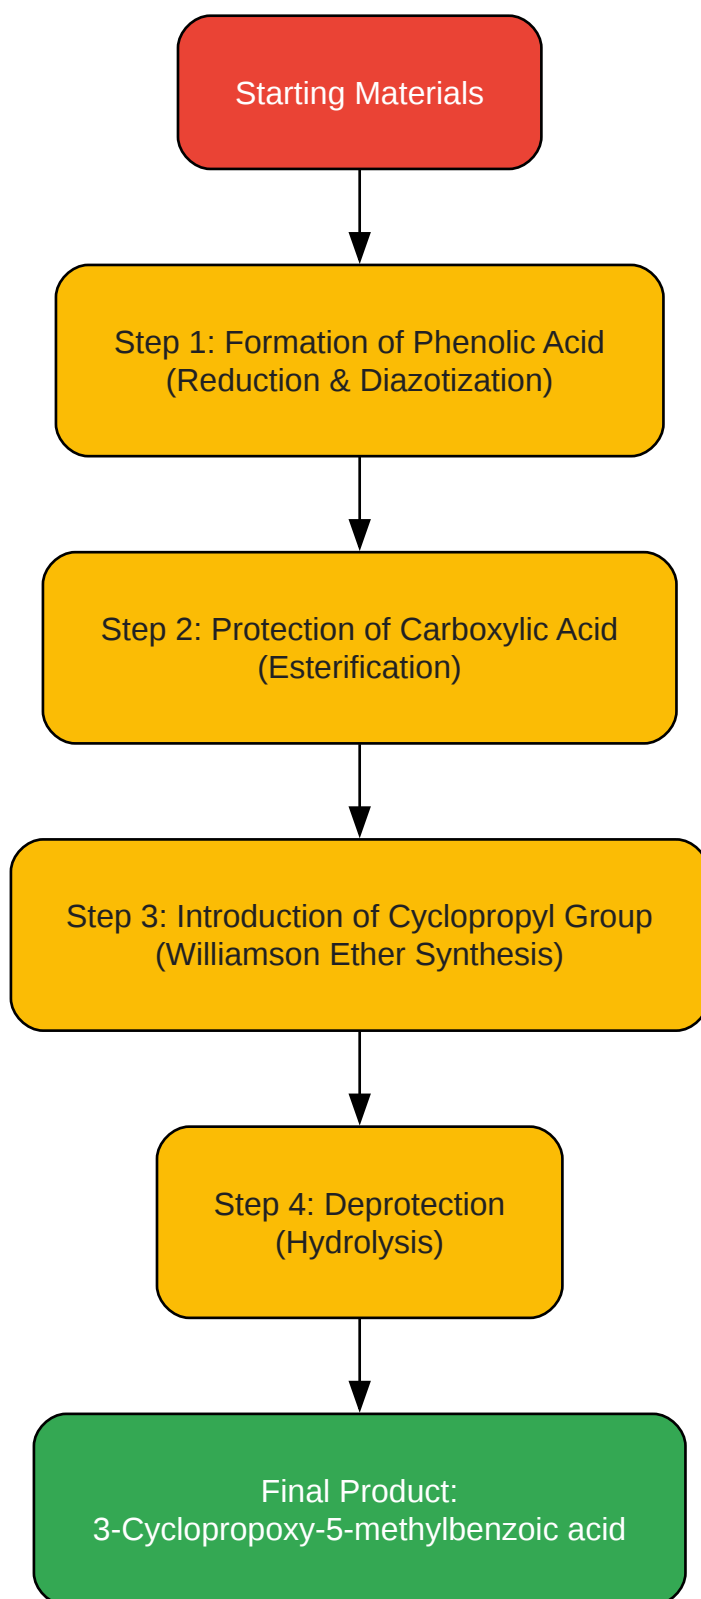 Starting Materials
Step 1: Formation of Phenolic Acid
(Reduction & Diazotization)
Step 2: Protection of Carboxylic Acid
(Esterification)
Step 3: Introduction of Cyclopropyl Group
(Williamson Ether Synthesis)
Step 4: Deprotection
(Hydrolysis)
Final Product:
3-Cyclopropoxy-5-methylbenzoic acid